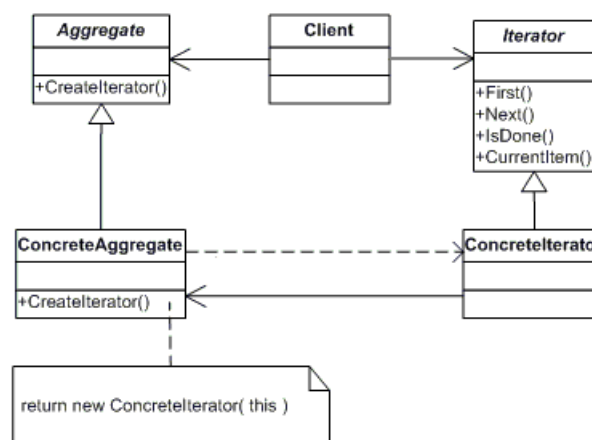 Aggregate
Client
Iterator
+CreateIterator()
+First()
+Next()
+IsDone()
+CurrentItem()
ConcreteAggregate
ConcreteIterato
+CreateIterator()
return new ConcreteIterator( this )